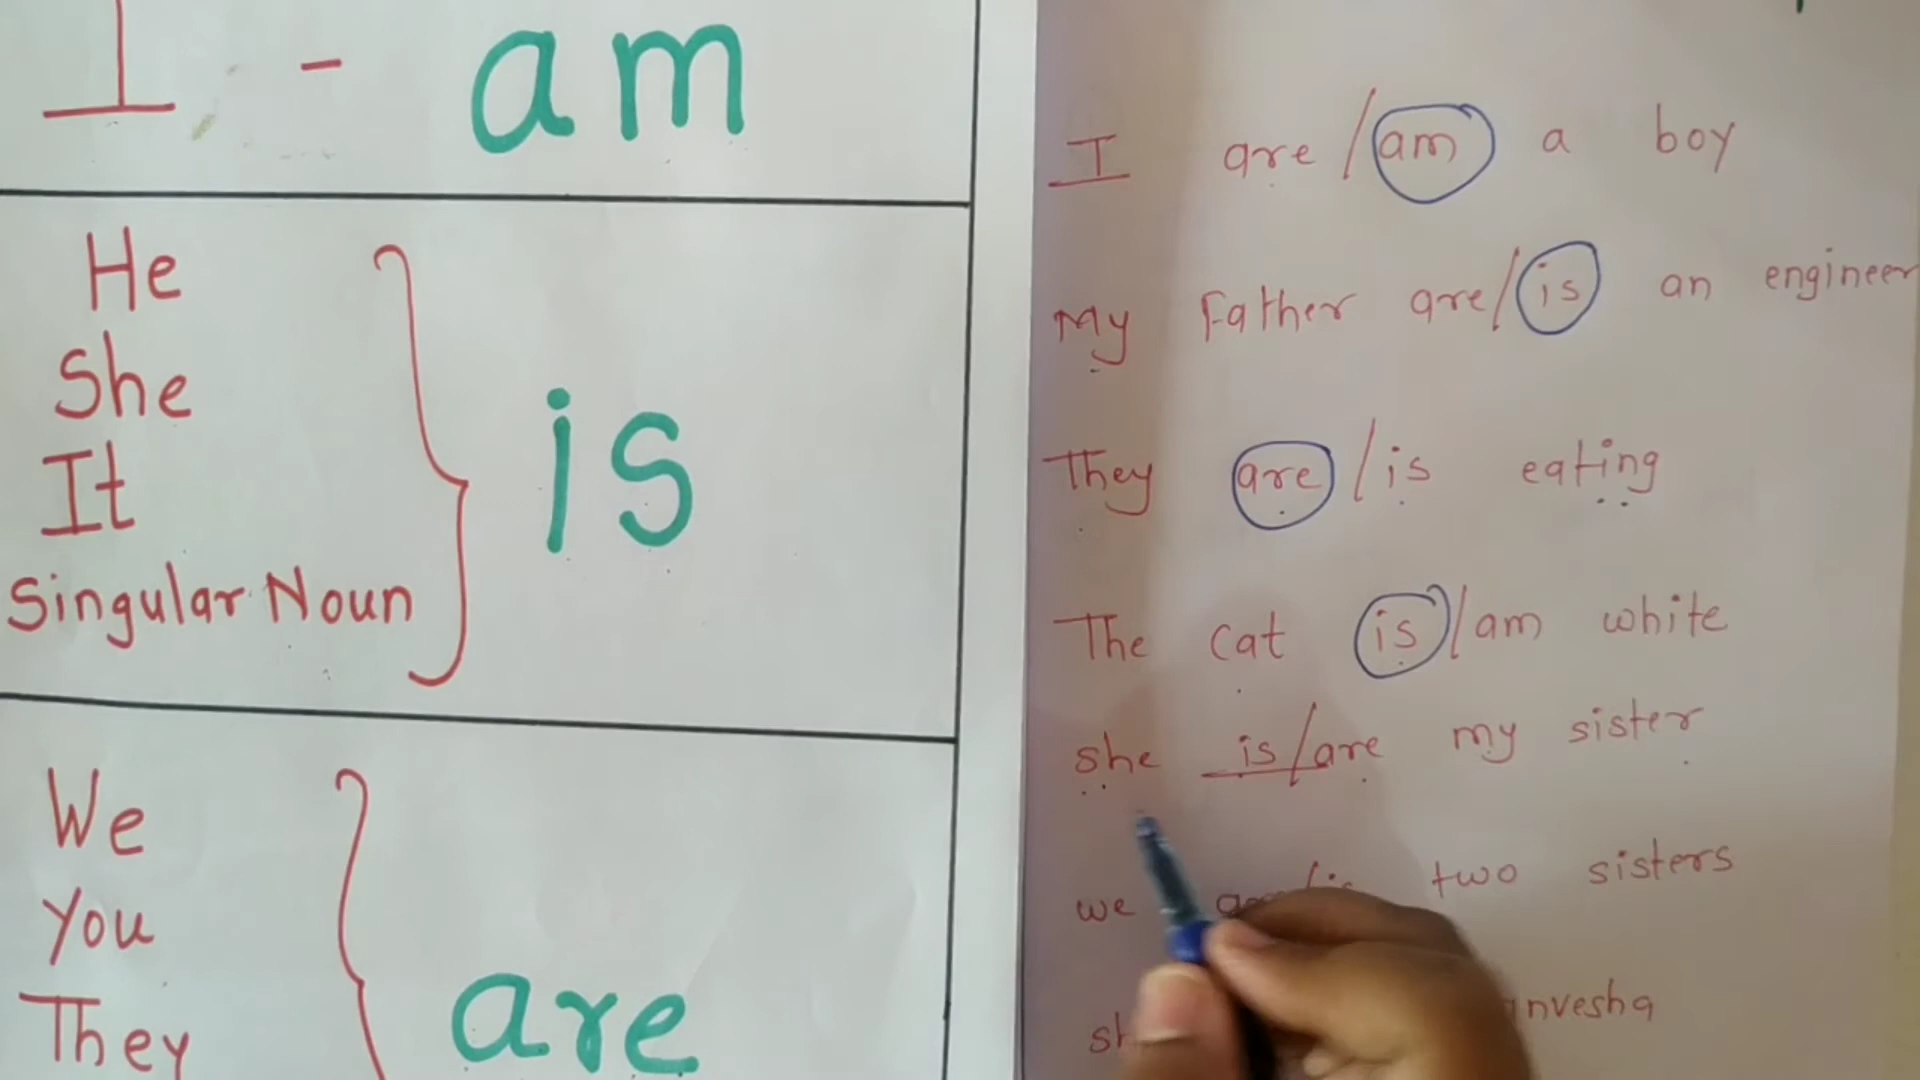 I - am
He
She
It
Singular Noun
is
We
You
They
are
I are/am a boy
My Father are/is an engineer
They are/is eating
The cat is/am white
she is/are my sister
we two sisters